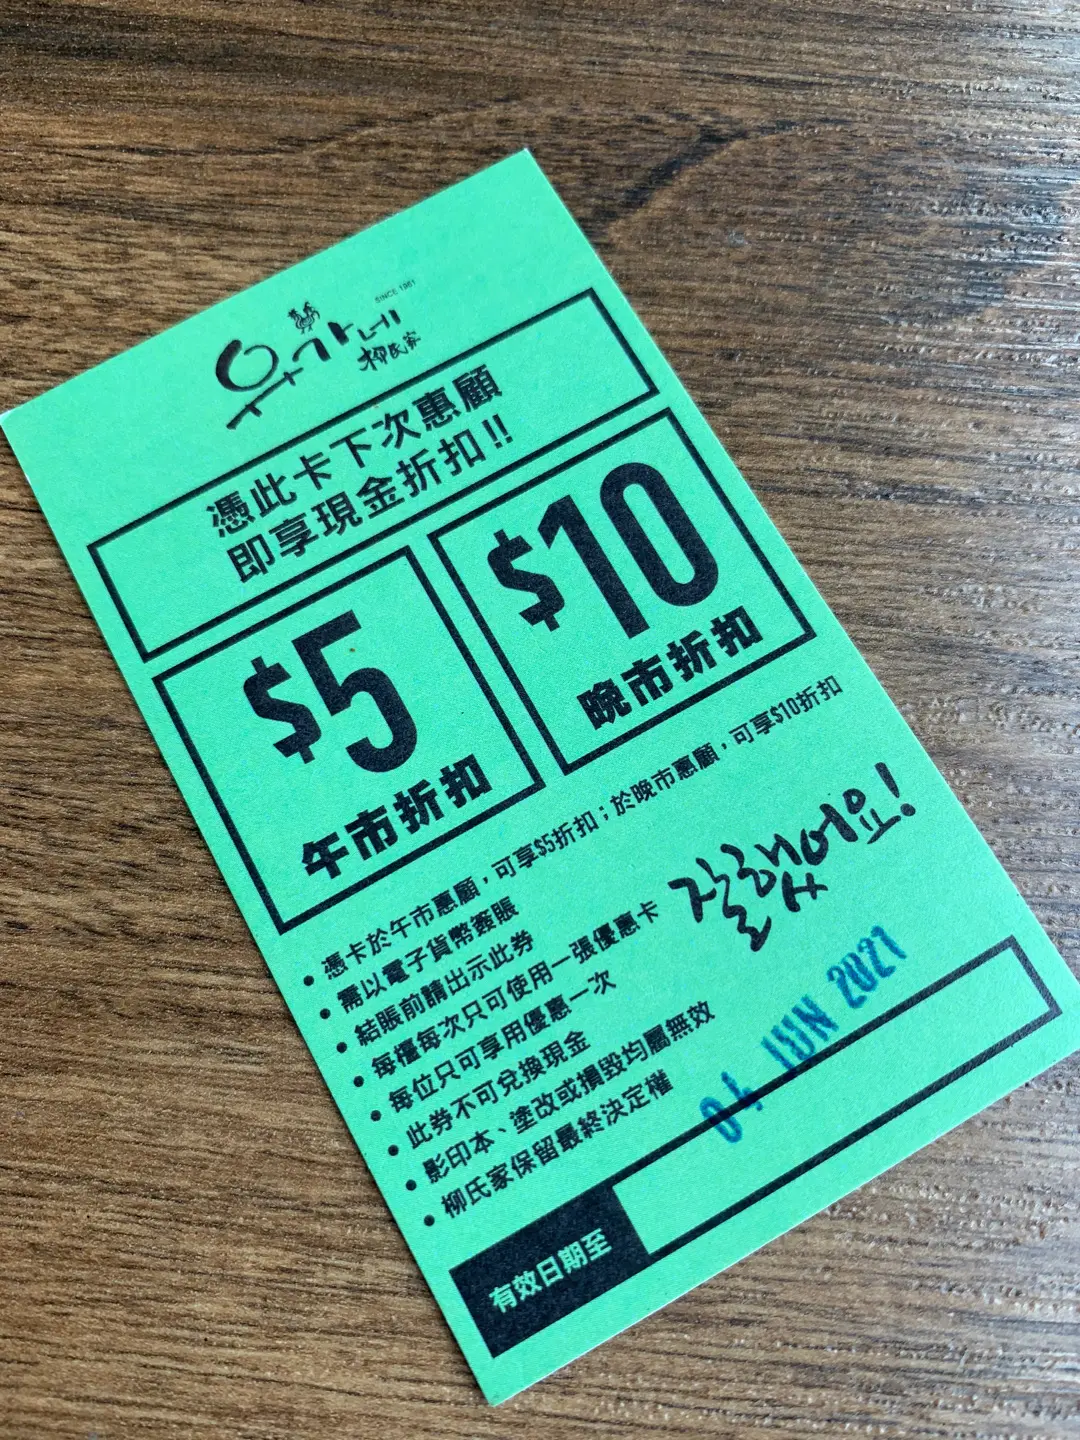 SINCE 1981
유가네
柳氏家
憑此卡下次惠顧
即享現金折扣!!
$5
午市折扣
$10
晚市折扣
• 憑卡於午市惠顧，可享$5折扣；於晚市惠顧，可享$10折扣
• 需以電子貨幣簽賬
• 結賬前請出示此券
• 每檯每次只可使用一張優惠卡
• 每位只可享用優惠一次
• 此券不可兌換現金
• 影印本、塗改或損毀均屬無效
• 柳氏家保留最終決定權
잘했어요!
04 JUN 2021
有效日期至